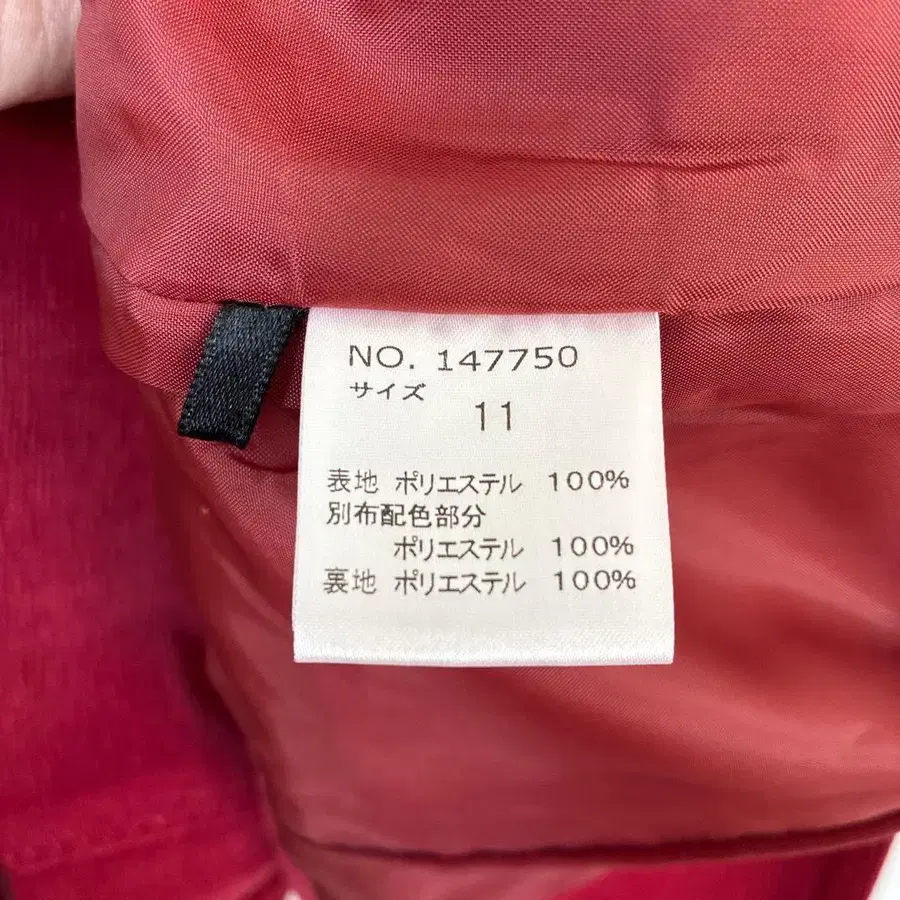 NO. 147750
サイズ
11
表地 ポリエステル 100%
別布配色部分
ポリエステル 100%
裏地 ポリエステル 100%